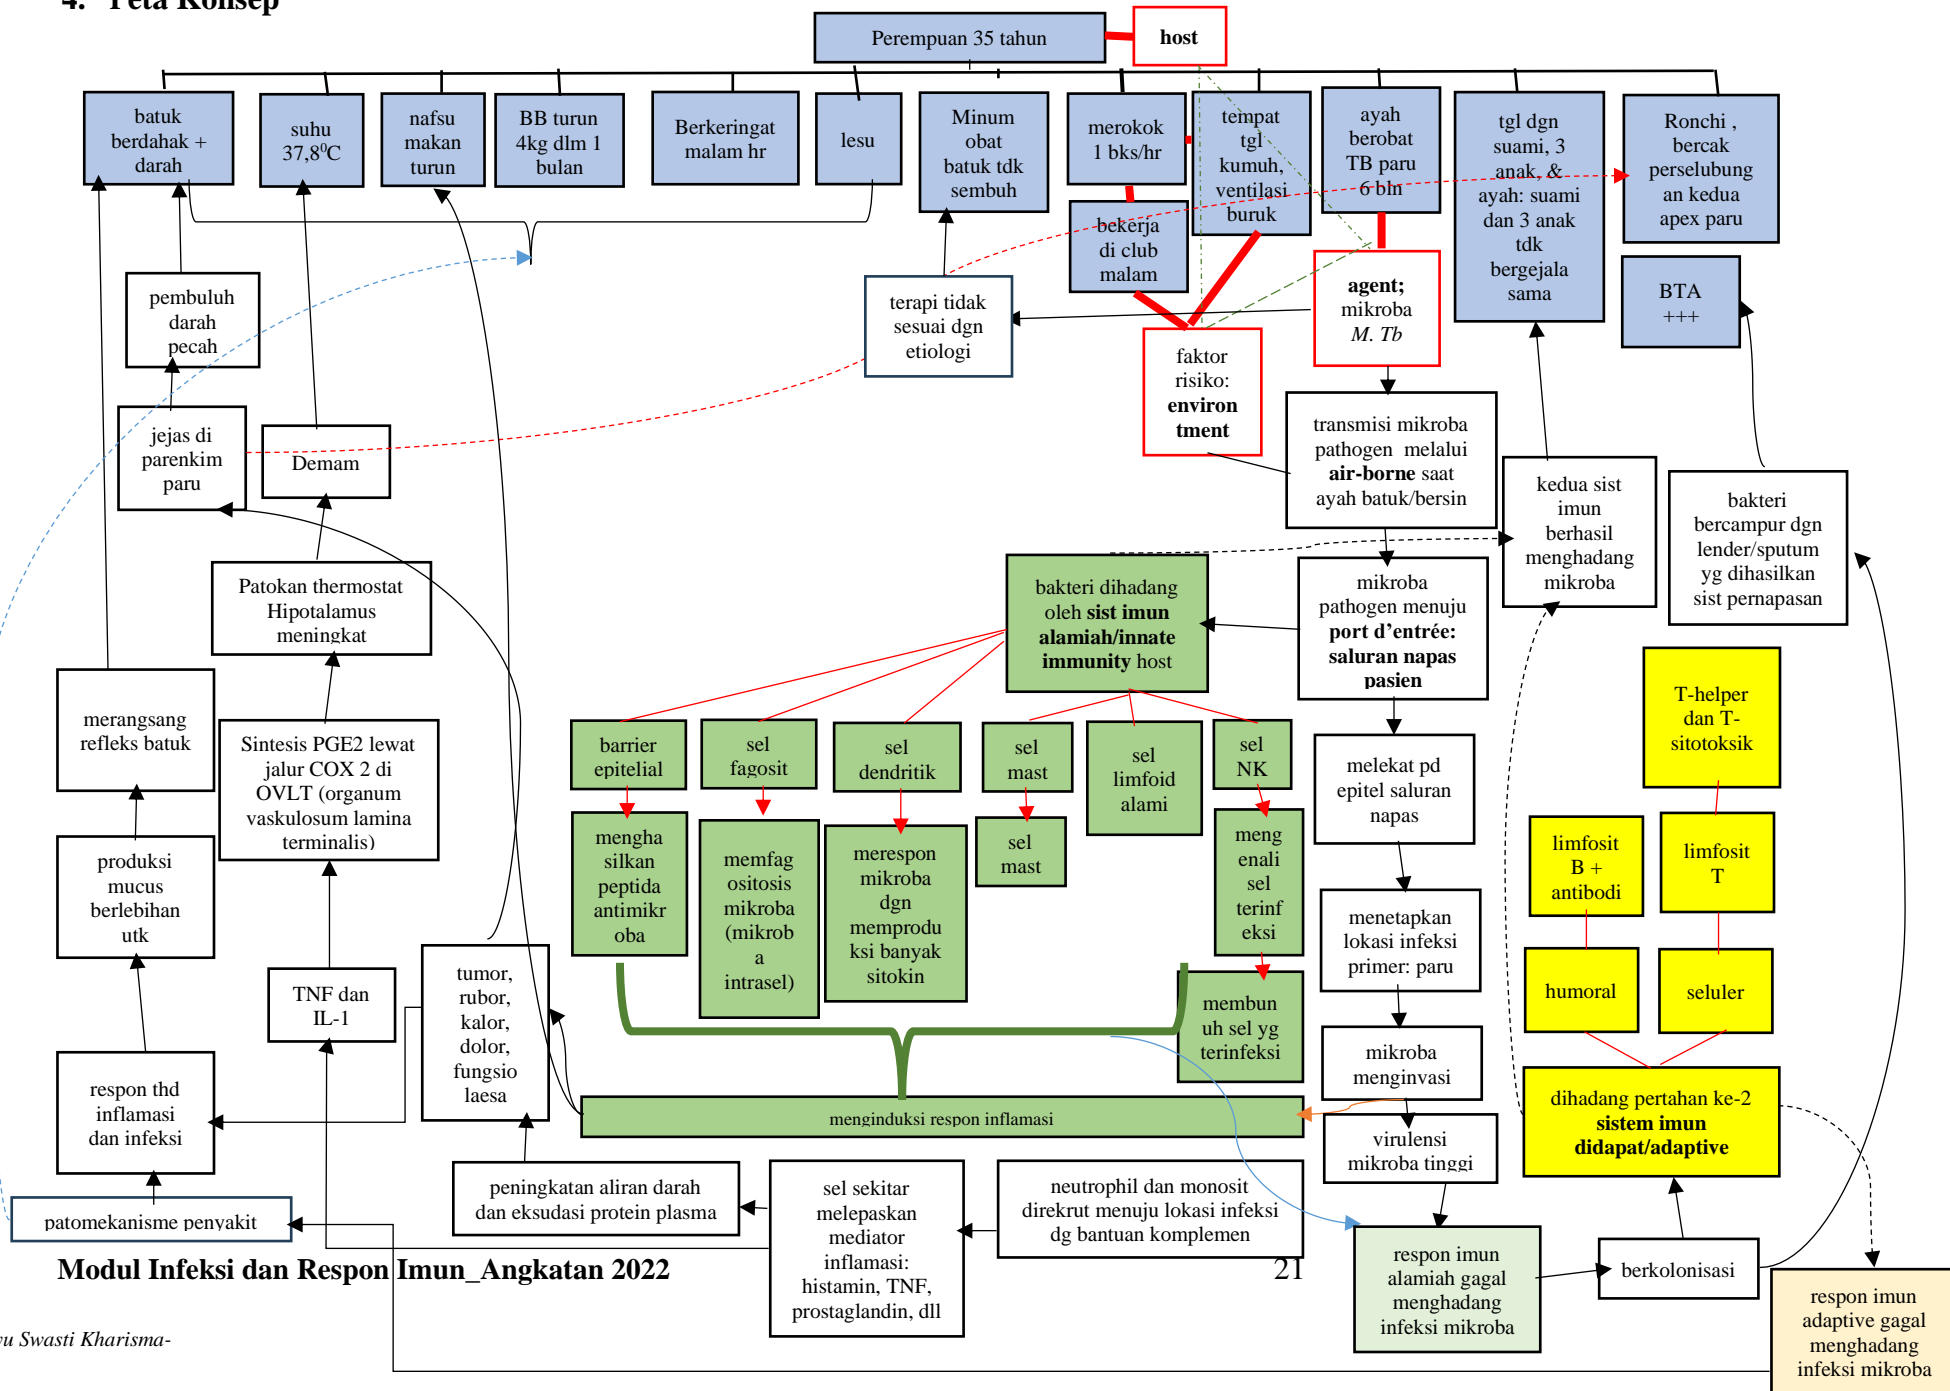 4. Peta Konsep
Perempuan 35 tahun
host
batuk
berdahak +
darah
suhu
37,8⁰C
nafsu
makan
turun
BB turun
4kg dlm 1
bulan
Berkeringat
malam hr
lesu
Minum
obat
batuk tdk
sembuh
merokok
1 bks/hr
tempat
tgl
kumuh,
ventilasi
buruk
ayah
berobat
TB paru
6 bln
tgl dgn
suami, 3
anak, &
ayah: suami
dan 3 anak
tdk
bergejala
sama
Ronchi ,
bercak
perselubung
an kedua
apex paru
bekerja
di club
malam
BTA
+++
pembuluh
darah
pecah
terapi tidak
sesuai dgn
etiologi
agent;
mikroba
M. Tb
faktor
risiko:
environ
tment
jejas di
parenkim
paru
Demam
transmisi mikroba
pathogen melalui
air-borne saat
ayah batuk/bersin
kedua sist
imun
berhasil
menghadang
mikroba
bakteri
bercampur dgn
lender/sputum
yg dihasilkan
sist pernapasan
Patokan thermostat
Hipotalamus
meningkat
bakteri dihadang
oleh sist imun
alamiah/innate
immunity host
mikroba
pathogen menuju
port d’entrée:
saluran napas
pasien
merangsang
refleks batuk
Sintesis PGE2 lewat
jalur COX 2 di
OVLT (organum
vaskulosum lamina
terminalis)
barrier
epitelial
sel
fagosit
sel
dendritik
sel
mast
sel
limfoid
alami
sel
NK
melekat pd
epitel saluran
napas
T-helper
dan T-
sitotoksik
produksi
mucus
berlebihan
utk
mengha
silkan
peptida
antimikr
oba
memfag
ositosis
mikroba
(mikrob
a
intrasel)
merespon
mikroba
dgn
memprodu
ksi banyak
sitokin
sel
mast
meng
enali
sel
terinf
eksi
menetapkan
lokasi infeksi
primer: paru
limfosit
B +
antibodi
limfosit
T
TNF dan
IL-1
tumor,
rubor,
kalor,
dolor,
fungsio
laesa
membun
uh sel yg
terinfeksi
humoral
seluler
respon thd
inflamasi
dan infeksi
menginduksi respon inflamasi
mikroba
menginvasi
virulensi
mikroba tinggi
dihadang pertahan ke-2
sistem imun
didapat/adaptive
patomekanisme penyakit
peningkatan aliran darah
dan eksudasi protein plasma
sel sekitar
melepaskan
mediator
inflamasi:
histamin, TNF,
prostaglandin, dll
neutrophil dan monosit
direkrut menuju lokasi infeksi
dg bantuan komplemen
respon imun
alamiah gagal
menghadang
infeksi mikroba
berkolonisasi
respon imun
adaptive gagal
menghadang
infeksi mikroba
Modul Infeksi dan Respon Imun_Angkatan 2022
21
Swasti Kharisma-